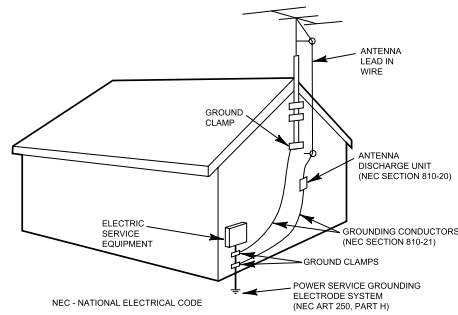 ANTENNA
LEAD IN
WIRE
GROUND
CLAMP
ANTENNA
DISCHARGE UNIT
(NEC SECTION 810-20)
ELECTRIC
SERVICE
EQUIPMENT
GROUNDING CONDUCTORS
(NEC SECTION 810-21)
GROUND CLAMPS
POWER SERVICE GROUNDING
ELECTRODE SYSTEM
(NEC ART 250, PART H)
NEC - NATIONAL ELECTRICAL CODE